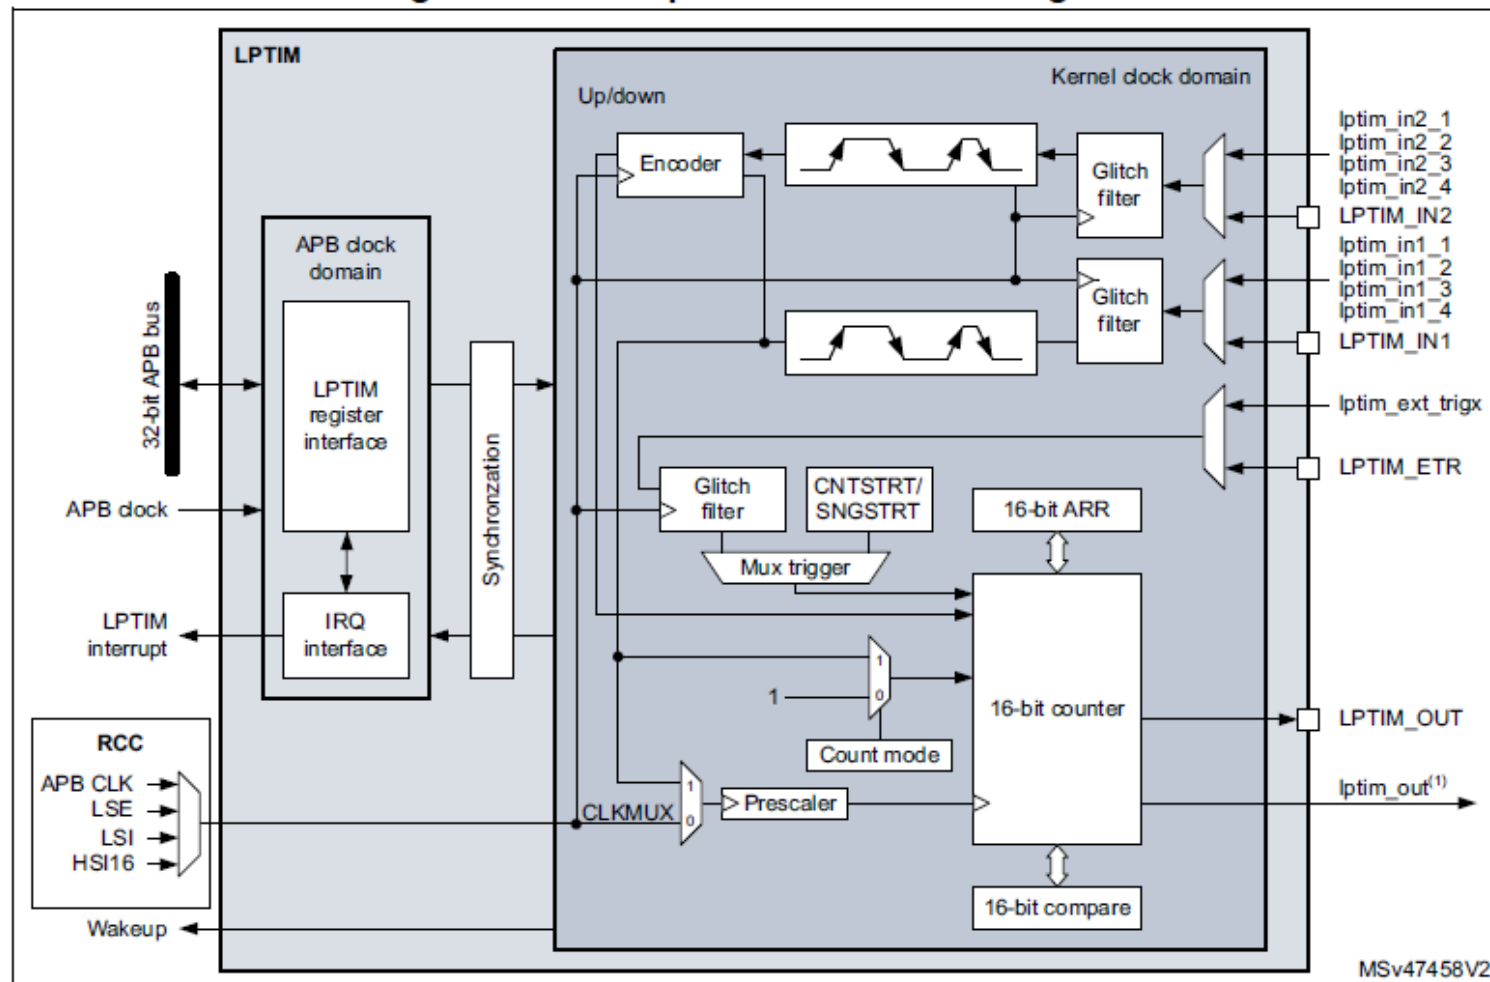 LPTIM
Kernel clock domain
Up/down
Encoder
Glitch
filter
lptim_in2_1
lptim_in2_2
lptim_in2_3
lptim_in2_4
LPTIM_IN2
APB clock
domain
Glitch
filter
lptim_in1_1
lptim_in1_2
lptim_in1_3
lptim_in1_4
LPTIM_IN1
32-bit APB bus
LPTIM
register
interface
Synchronization
lptim_ext_trigx
LPTIM_ETR
Glitch
filter
CNTSTRT/
SNGSTRT
16-bit ARR
APB clock
Mux trigger
LPTIM
interrupt
IRQ
interface
1
0
1
16-bit counter
LPTIM_OUT
Count mode
RCC
APB CLK
LSE
LSI
HSI16
CLKMUX
1
0
Prescaler
lptim_out(1)
16-bit compare
Wakeup
MSv47458V2